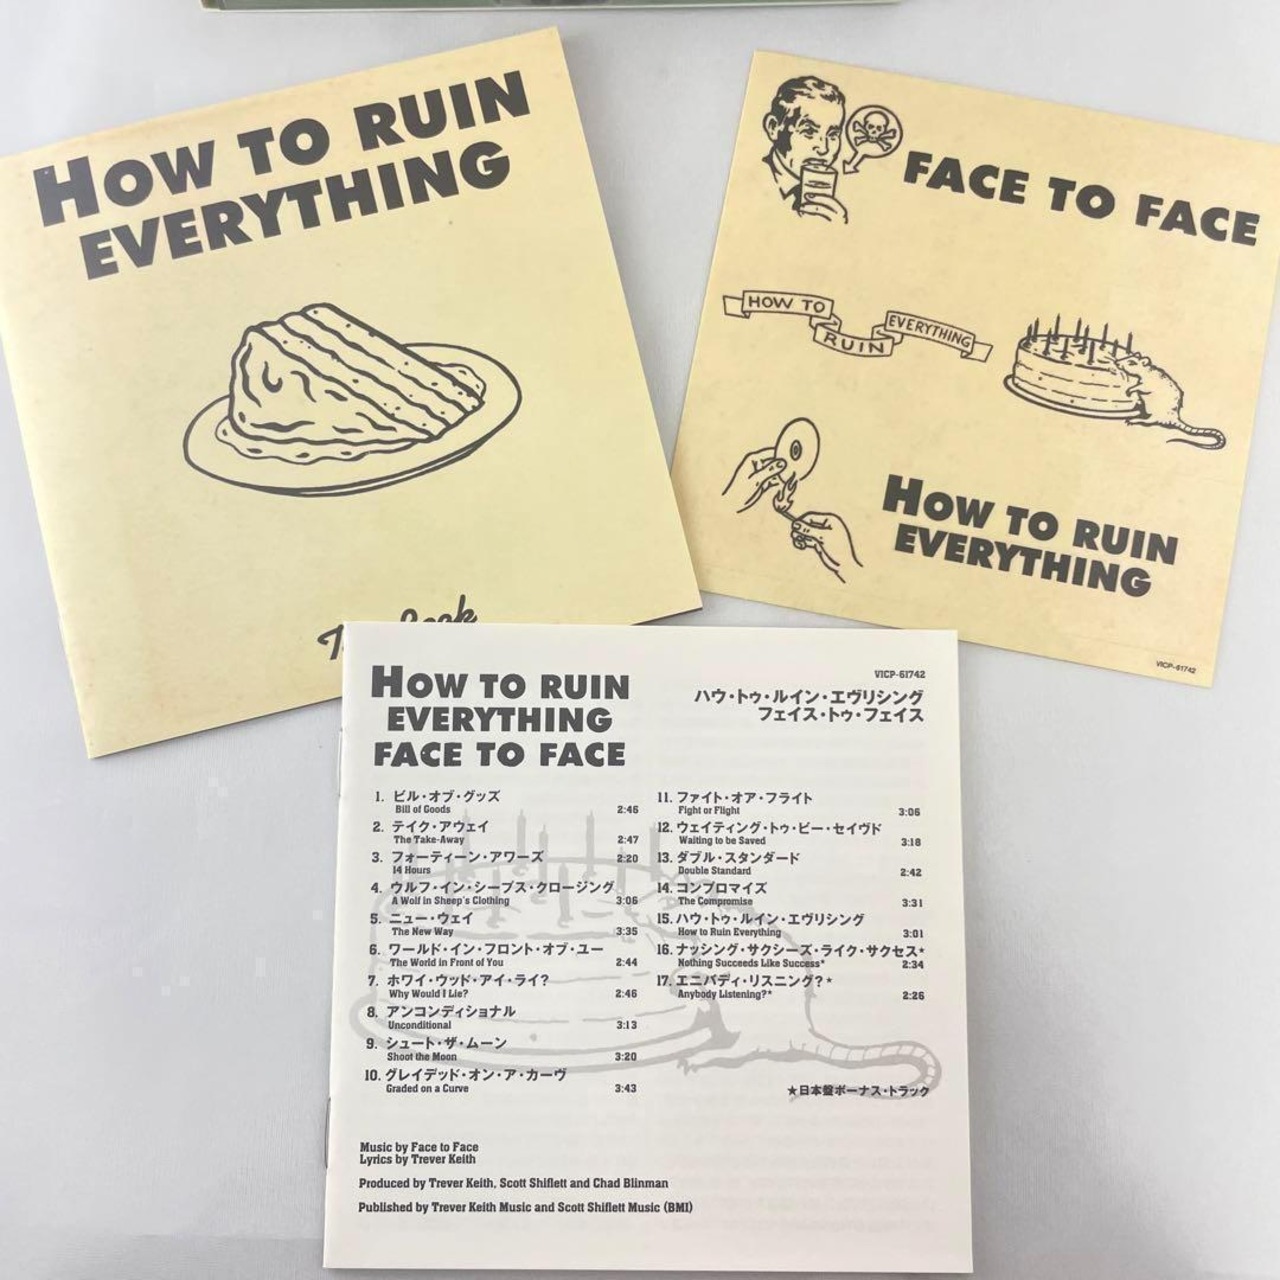 HOW TO RUIN
EVERYTHING
FACE TO FACE
HOW TO
RUIN
EVERYTHING
HOW TO RUIN
EVERYTHING
VICP-61742
HOW TO RUIN
EVERYTHING
FACE TO FACE
VICP-61742
ハウ・トゥ・ルイン・エヴリシング
フェイス・トゥ・フェイス
1. ビル・オブ・グッズ
Bill of Goods 2:46
2. テイク・アウェイ
The Take-Away 2:47
3. フォーティーン・アワーズ 2:20
14 Hours
4. ウルフ・イン・シープス・クロージング
A Wolf in Sheep's Clothing 3:06
5. ニュー・ウェイ
The New Way 3:35
6. ワールド・イン・フロント・オブ・ユー
The World in Front of You 2:44
7. ホワイ・ウッド・アイ・ライ?
Why Would I Lie? 2:46
8. アンコンディショナル
Unconditional 3:13
9. シュート・ザ・ムーン
Shoot the Moon 3:20
10. グレイデッド・オン・ア・カーヴ
Graded on a Curve 3:43
11. ファイト・オア・フライト
Fight or Flight 3:06
12. ウェイティング・トゥ・ビー・セイヴド
Waiting to be Saved 3:18
13. ダブル・スタンダード
Double Standard 2:42
14. コンプロマイズ
The Compromise 3:31
15. ハウ・トゥ・ルイン・エヴリシング
How to Ruin Everything 3:01
16. ナッシング・サクシーズ・ライク・サクセス★
Nothing Succeeds Like Success* 2:34
17. エニバディ・リスニング?★
Anybody Listening?* 2:26
★日本盤ボーナス・トラック
Music by Face to Face
Lyrics by Trever Keith
Produced by Trever Keith, Scott Shiflett and Chad Blinman
Published by Trever Keith Music and Scott Shiflett Music (BMI)